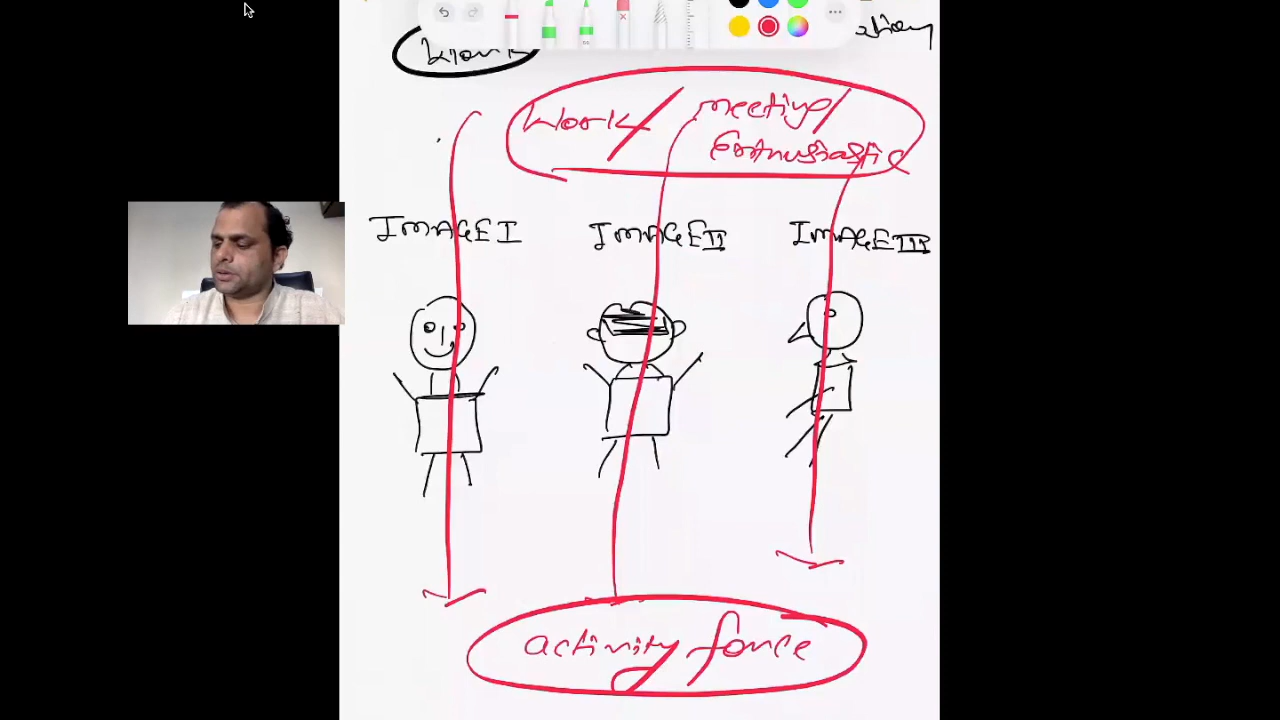 Work/ meeting/
Enthusiastic
IMAGE I IMAGE II IMAGE III
activity force